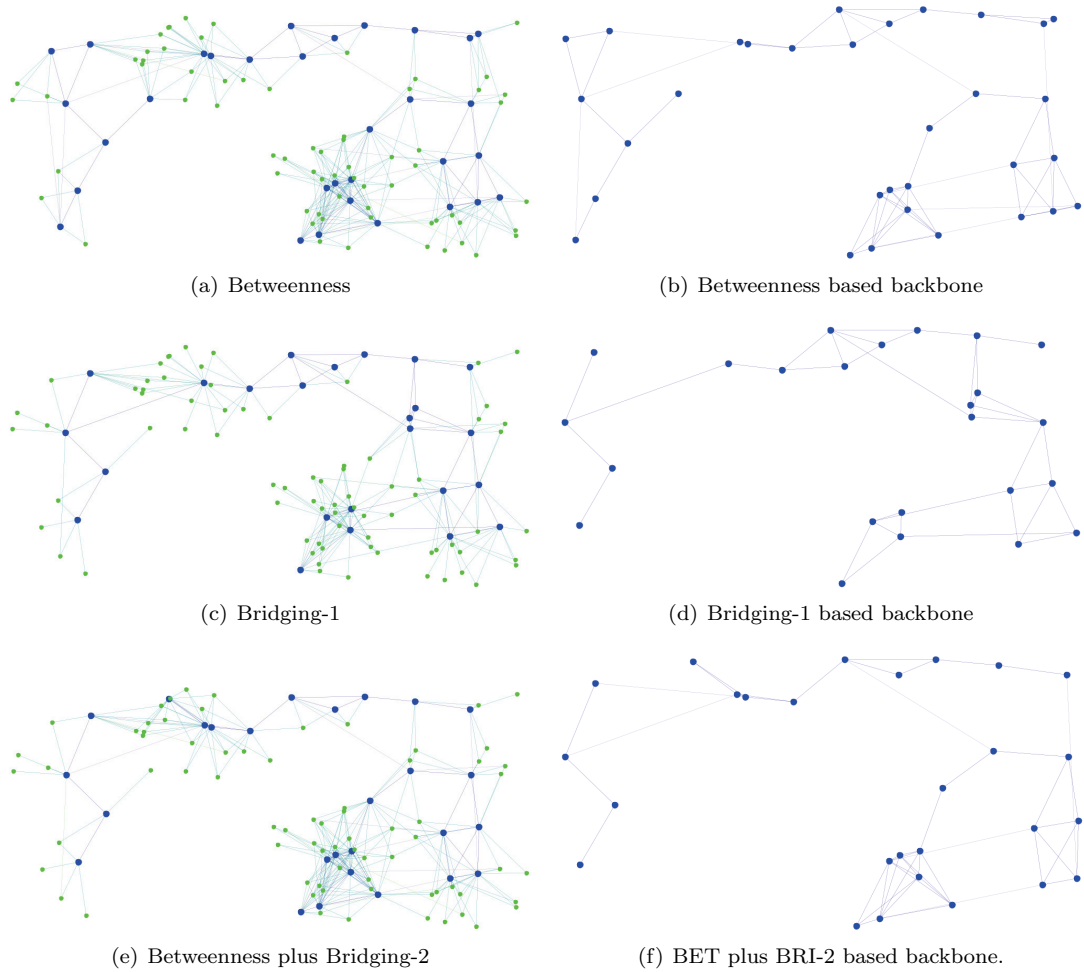 (a) Betweenness
(b) Betweenness based backbone
(c) Bridging-1
(d) Bridging-1 based backbone
(e) Betweenness plus Bridging-2
(f) BET plus BRI-2 based backbone.